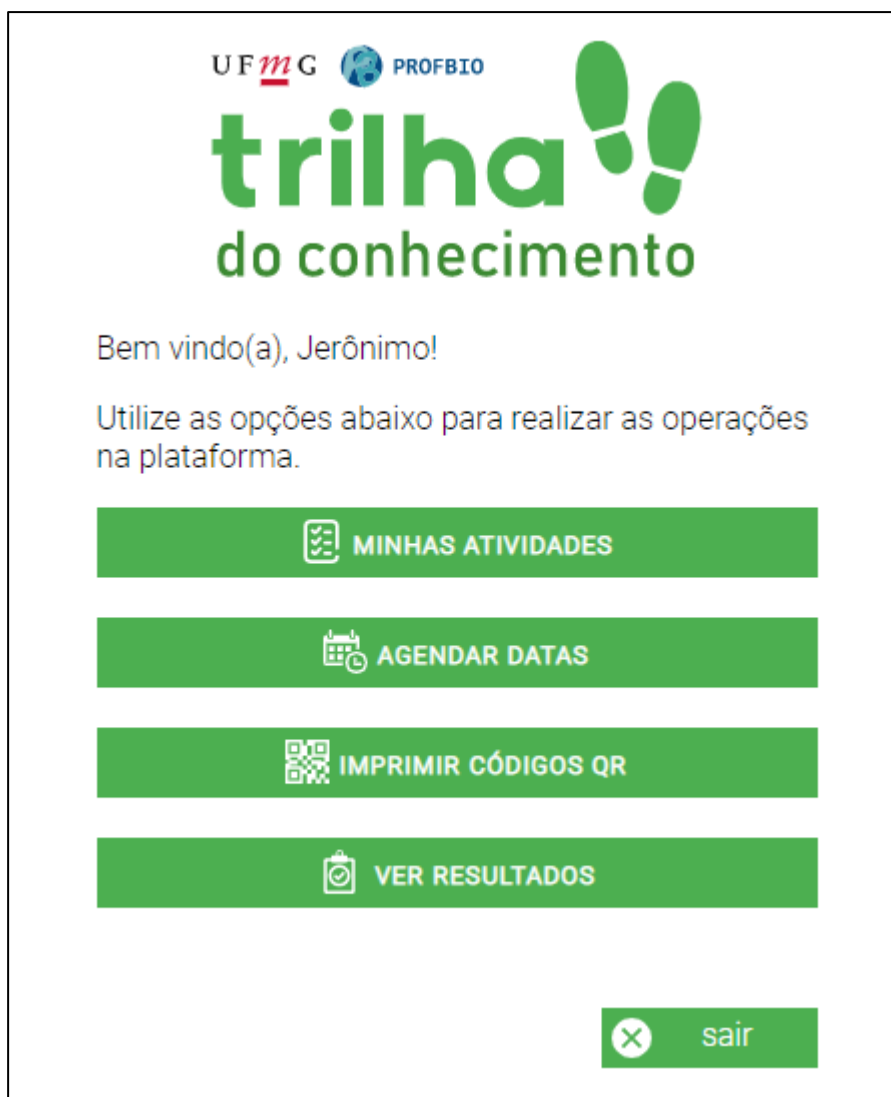 UFmG PROFBIO
trilha
do conhecimento
Bem vindo(a), Jerônimo!
Utilize as opções abaixo para realizar as operações
na plataforma.
MINHAS ATIVIDADES
AGENDAR DATAS
IMPRIMIR CÓDIGOS QR
VER RESULTADOS
sair